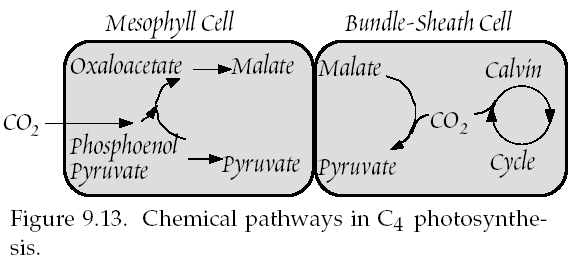 Mesophyll Cell Bundle-Sheath Cell
Oxaloacetate Malate Malate Calvin
CO2 CO2
Phosphoenol
Pyruvate Pyruvate Pyruvate Cycle
Figure 9.13. Chemical pathways in C4 photosynthe-
sis.